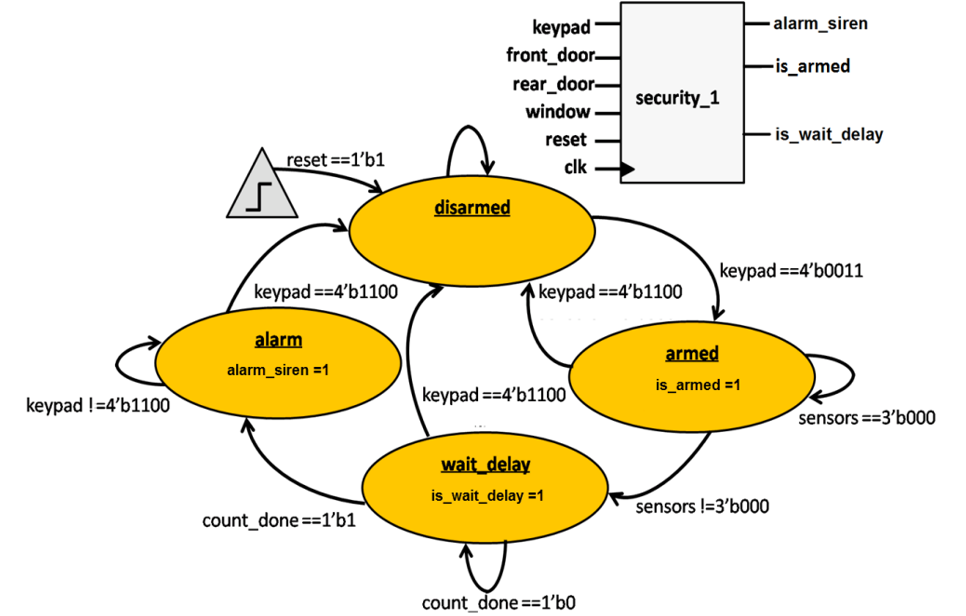 keypad
front_door
rear_door
window
reset
clk
security_1
alarm_siren
is_armed
is_wait_delay
reset ==1'b1
disarmed
keypad ==4'b0011
keypad ==4'b1100
keypad ==4'b1100
alarm
alarm_siren =1
armed
is_armed =1
keypad !=4'b1100
keypad ==4'b1100
sensors ==3'b000
wait_delay
is_wait_delay =1
sensors !=3'b000
count_done ==1'b1
count_done ==1'b0